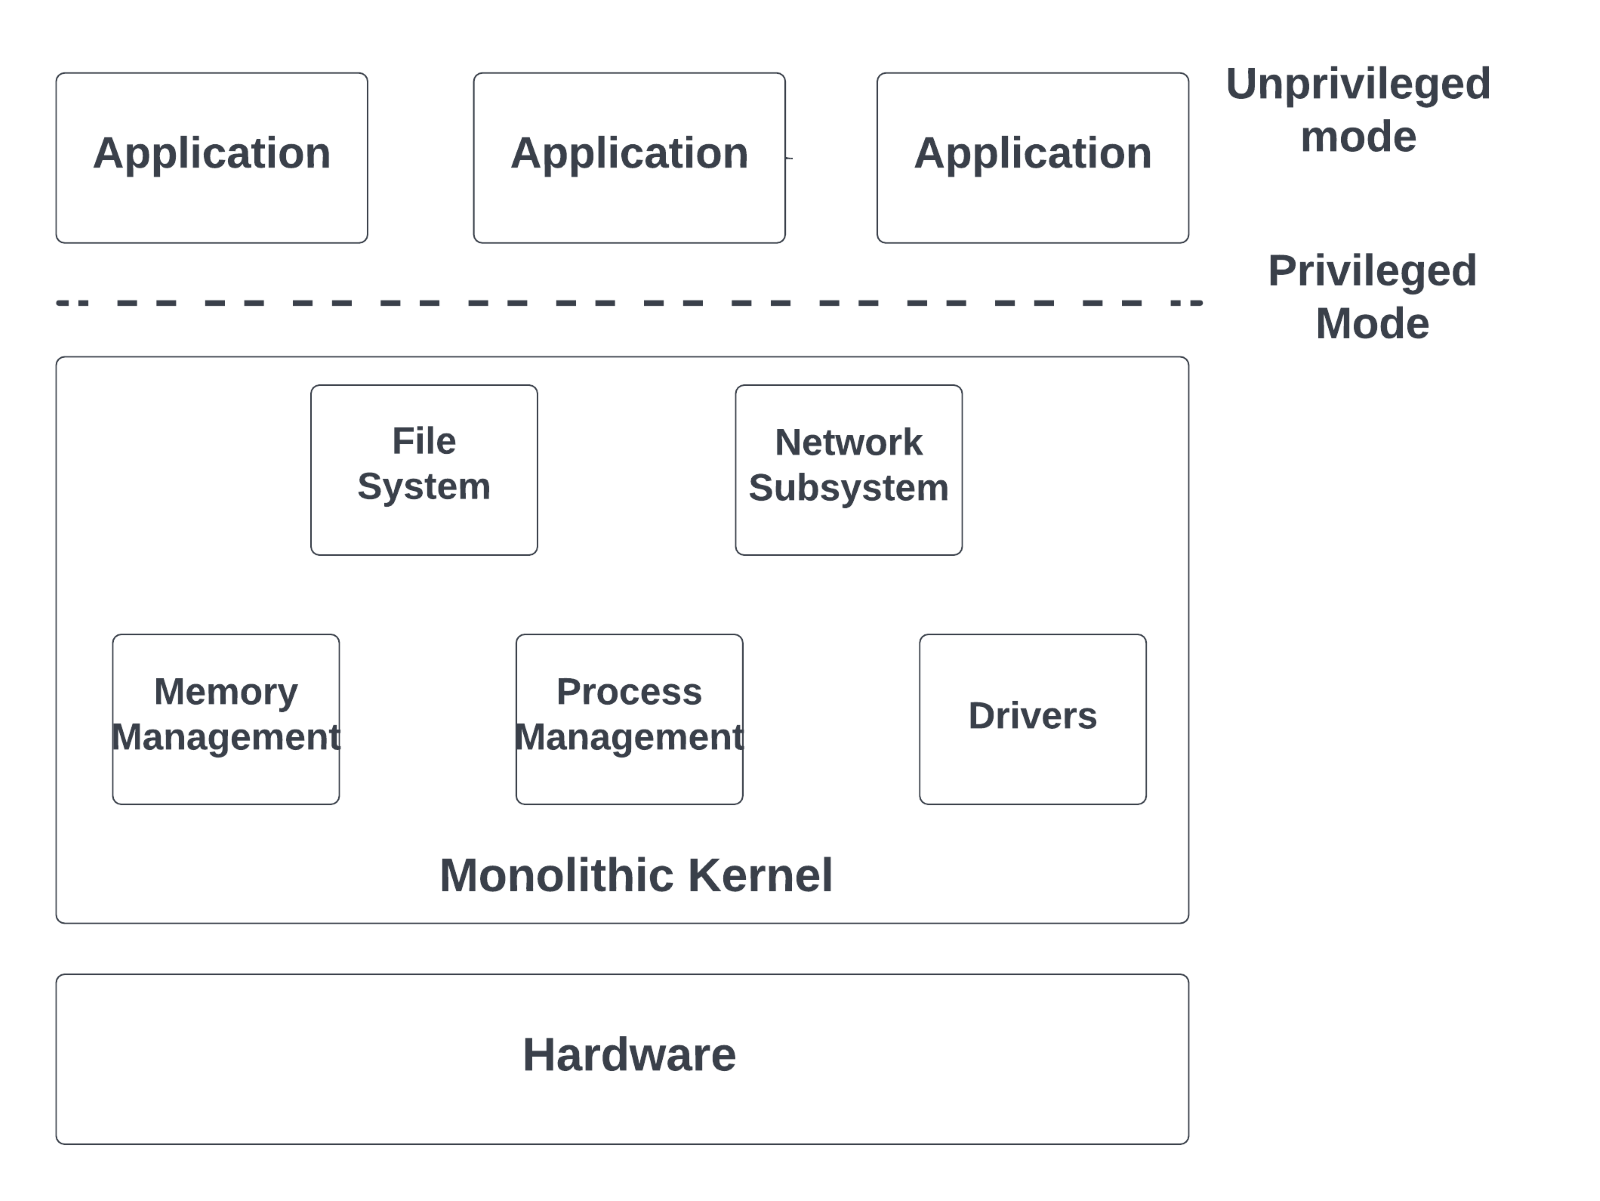 Application
Application
Application
Unprivileged
mode
Privileged
Mode
File
System
Network
Subsystem
Memory
Management
Process
Management
Drivers
Monolithic Kernel
Hardware